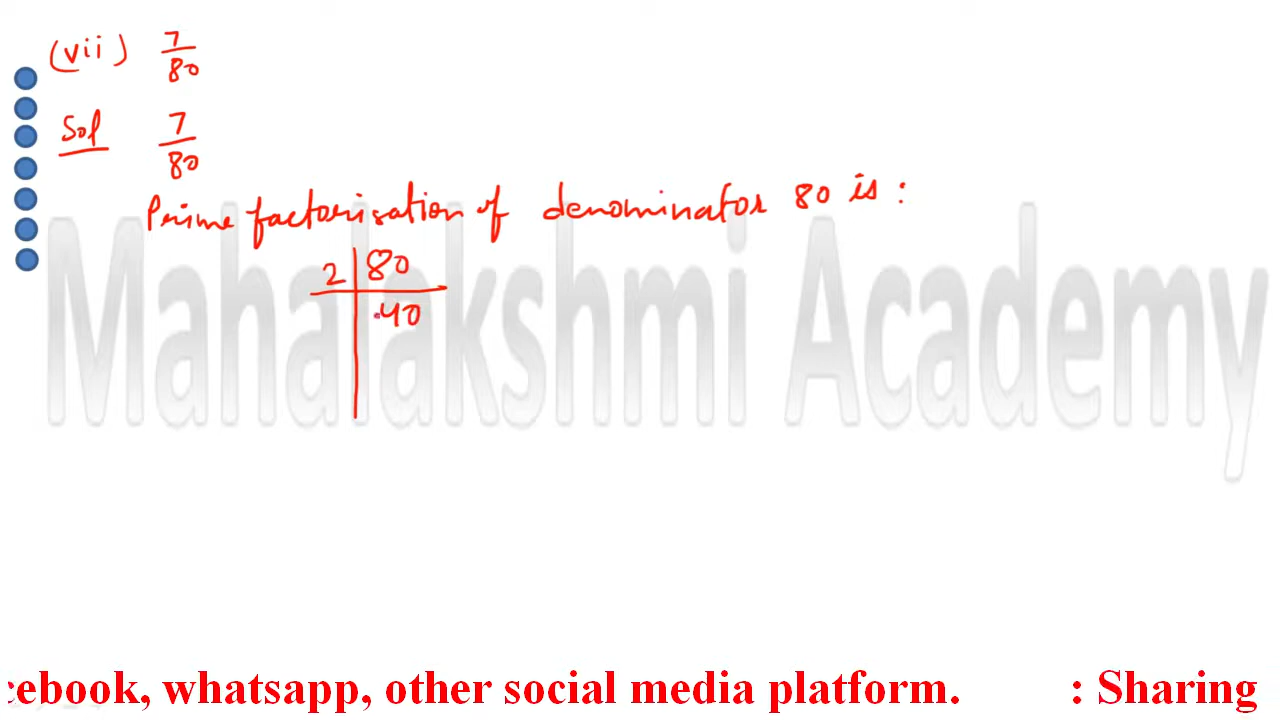 (vii) 7/80
Sol 7/80
Prime factorisation of denominator 80 is :
2 | 80
40
Mahalakshmi Academy
cebook, whatsapp, other social media platform. : Sharing